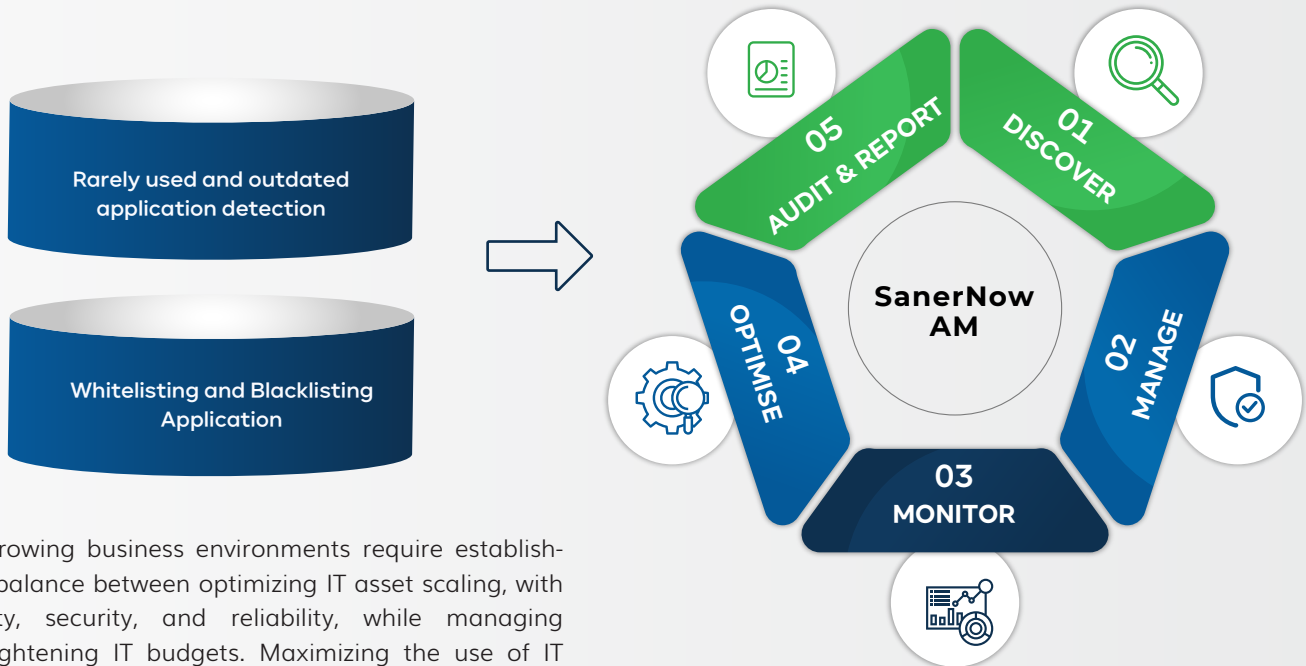 Rarely used and outdated
application detection
Whitelisting and Blacklisting
Application
rowing business environments require establish-
balance between optimizing IT asset scaling, with
ty, security, and reliability, while managing
ghtening IT budgets. Maximizing the use of IT
SanerNow
AM
01
DISCOVER
02
MANAGE
03
MONITOR
04
OPTIMISE
05
AUDIT & REPORT